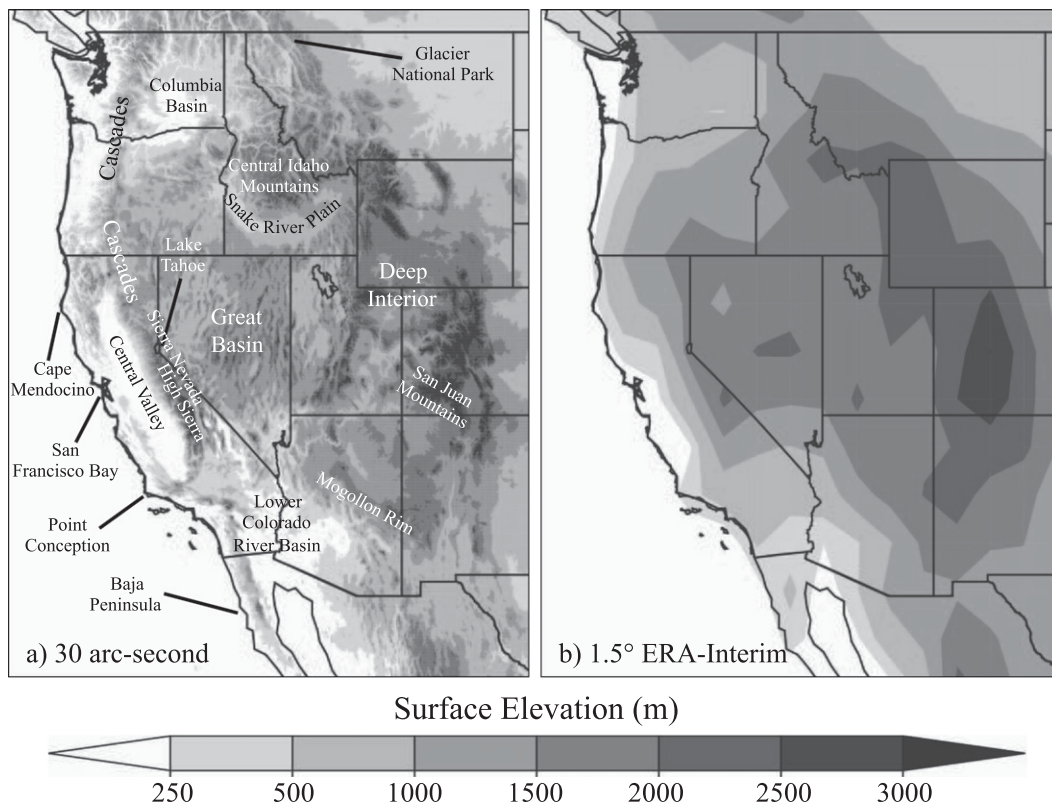 Glacier
National Park
Columbia
Basin
Cascades
Central Idaho
Mountains
Snake River Plain
Cascades
Lake
Tahoe
Deep
Interior
Great
Basin
Sierra Nevada
High Sierra
Central Valley
Cape
Mendocino
San Juan
Mountains
San
Francisco Bay
Mogollon Rim
Point
Conception
Lower
Colorado
River Basin
Baja
Peninsula
a) 30 arc-second
b) 1.5° ERA-Interim
Surface Elevation (m)
250 500 1000 1500 2000 2500 3000